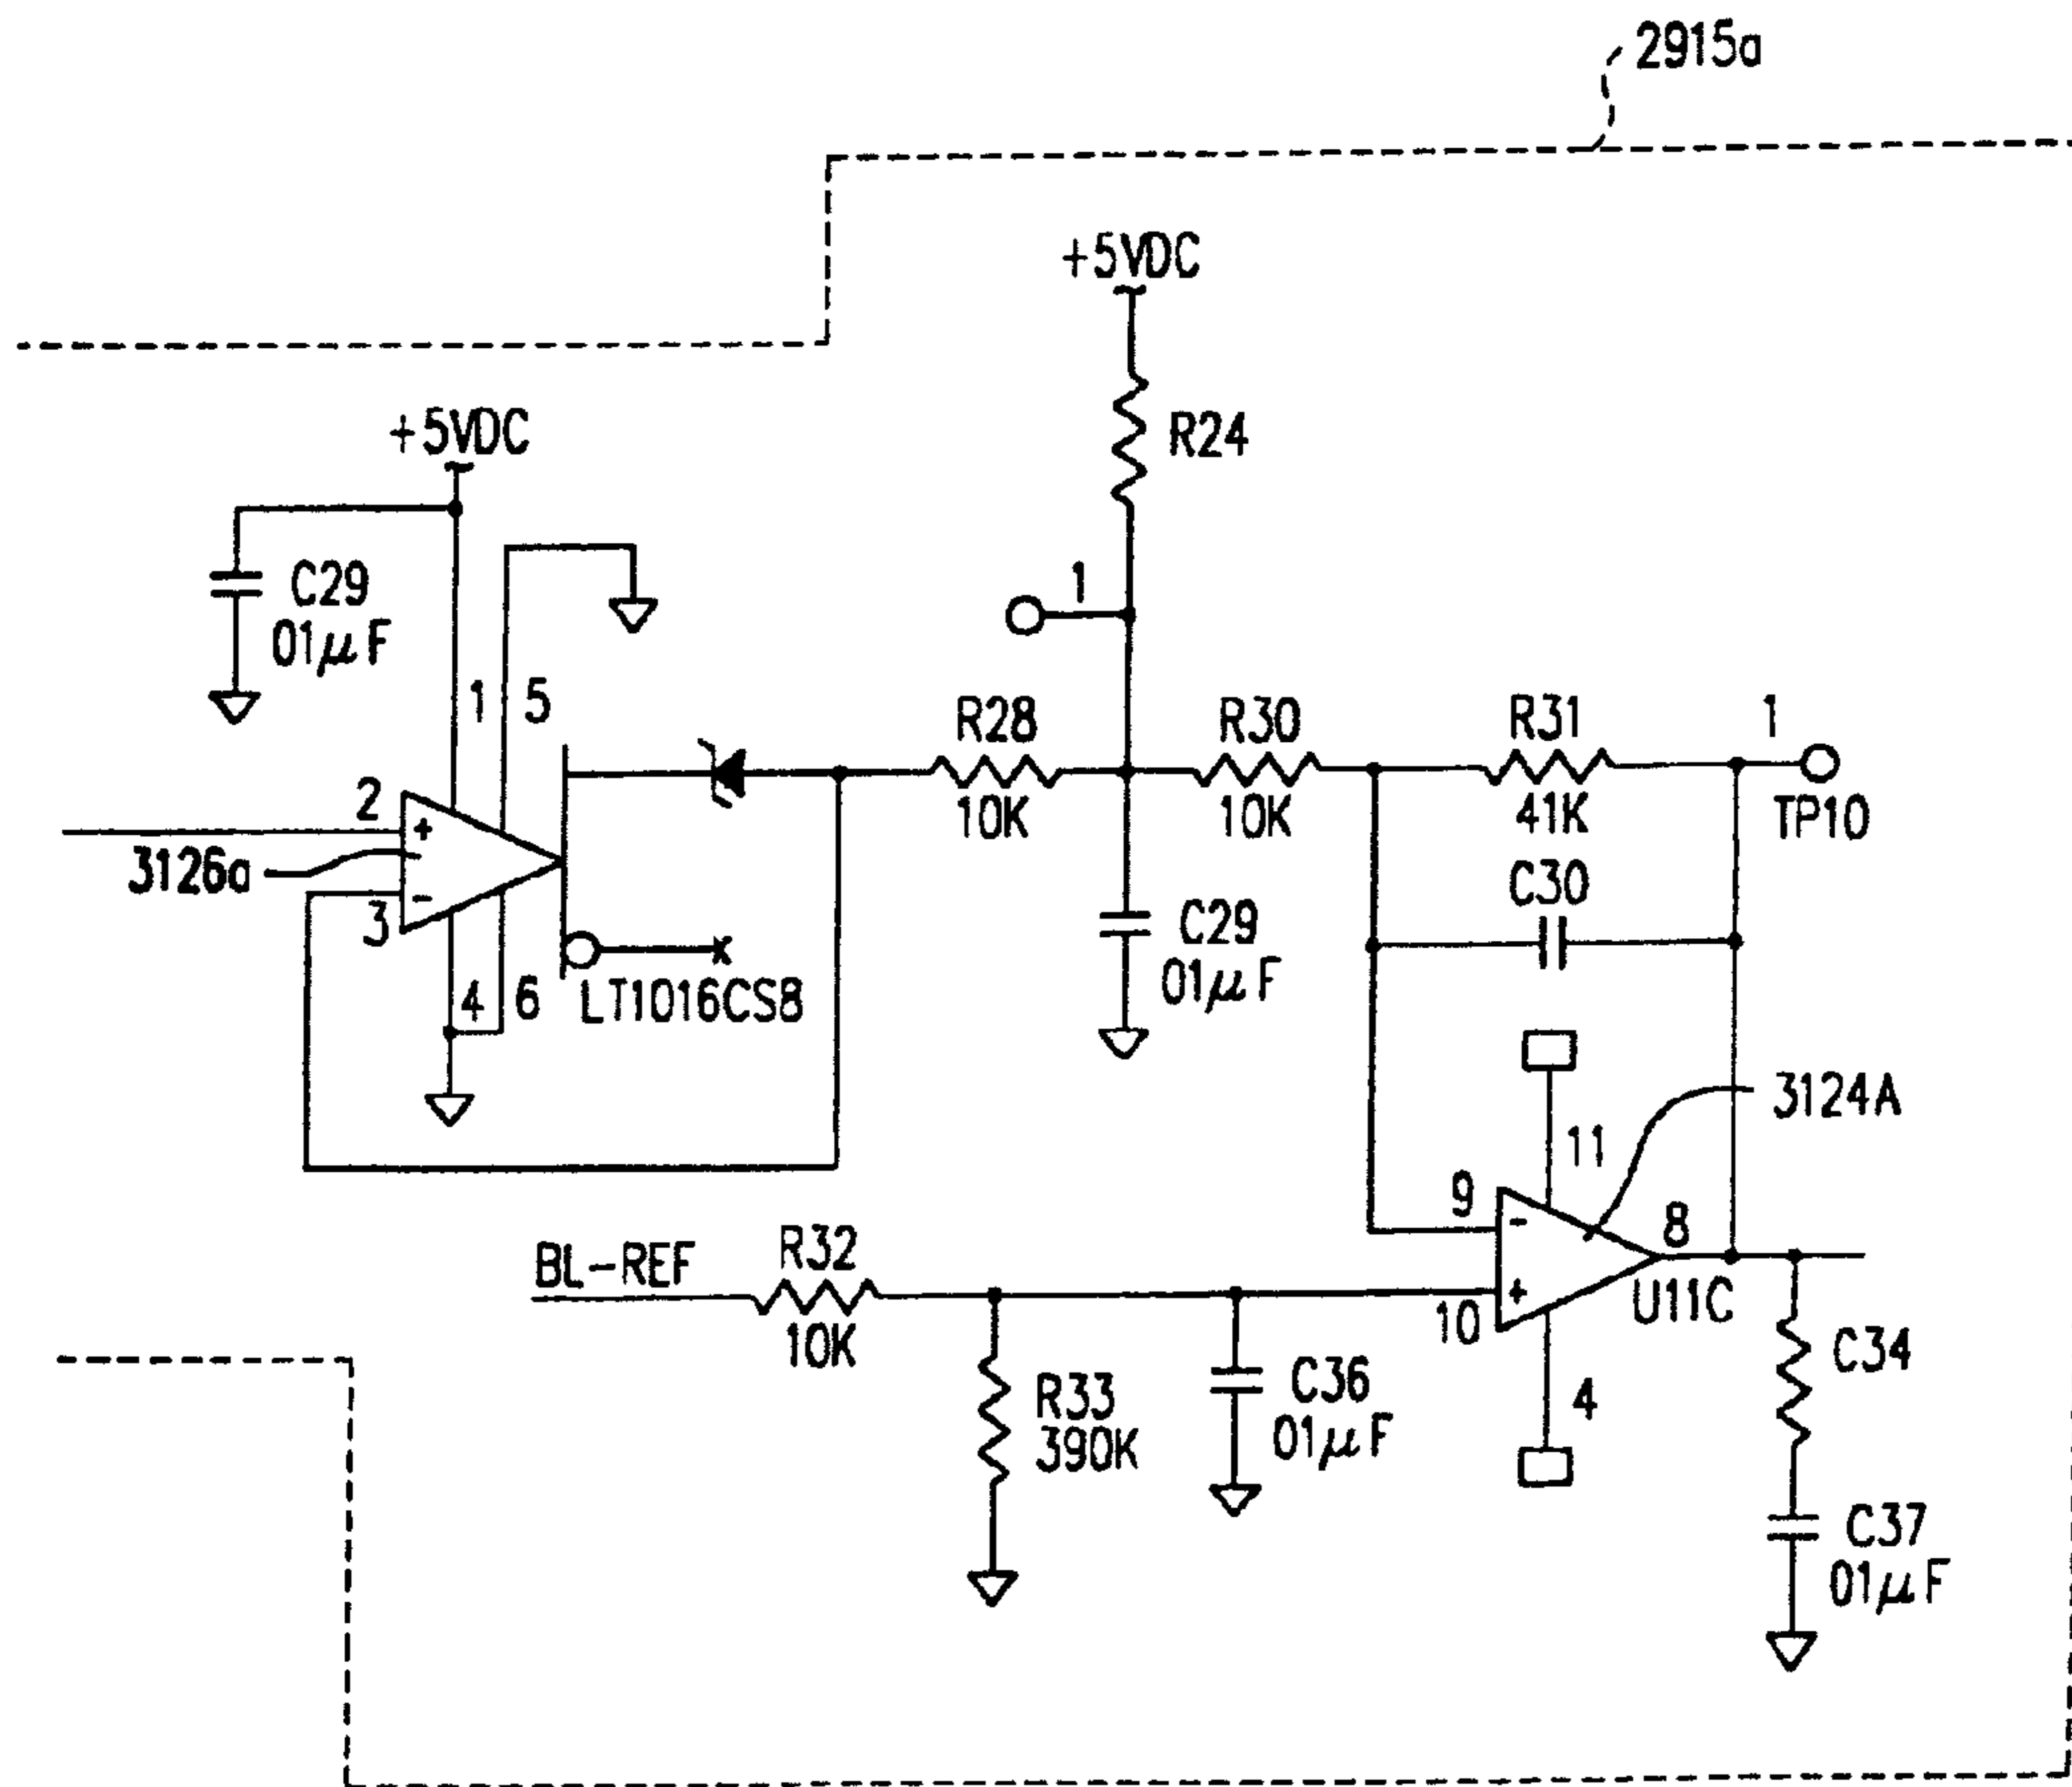 2915a
+5VDC
R24
+5VDC
C29
01μF
1
1
5
R28
10K
R30
10K
R31
41K
1
TP10
2
+
3126a
-
3
C30
C29
01μF
4
6
LT1016CS8
3124A
11
9
-
8
BL-REF
R32
10K
10
+
U11C
R33
390K
C36
01μF
4
C34
C37
01μF